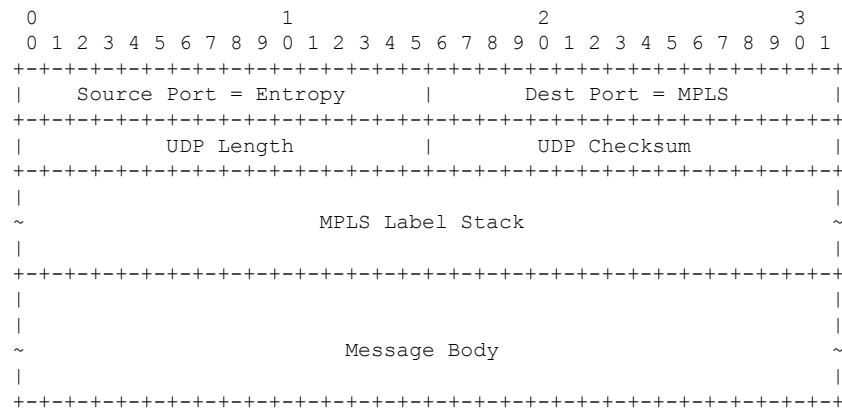 0                   1                   2                   3
 0 1 2 3 4 5 6 7 8 9 0 1 2 3 4 5 6 7 8 9 0 1 2 3 4 5 6 7 8 9 0 1
+-+-+-+-+-+-+-+-+-+-+-+-+-+-+-+-+-+-+-+-+-+-+-+-+-+-+-+-+-+-+-+-+
|    Source Port = Entropy      |       Dest Port = MPLS        |
+-+-+-+-+-+-+-+-+-+-+-+-+-+-+-+-+-+-+-+-+-+-+-+-+-+-+-+-+-+-+-+-+
|           UDP Length          |        UDP Checksum           |
+-+-+-+-+-+-+-+-+-+-+-+-+-+-+-+-+-+-+-+-+-+-+-+-+-+-+-+-+-+-+-+-+
|                                                               |
~                       MPLS Label Stack                        ~
|                                                               |
+-+-+-+-+-+-+-+-+-+-+-+-+-+-+-+-+-+-+-+-+-+-+-+-+-+-+-+-+-+-+-+-+
|                                                               |
|                                                               |
~                         Message Body                          ~
|                                                               |
+-+-+-+-+-+-+-+-+-+-+-+-+-+-+-+-+-+-+-+-+-+-+-+-+-+-+-+-+-+-+-+-+